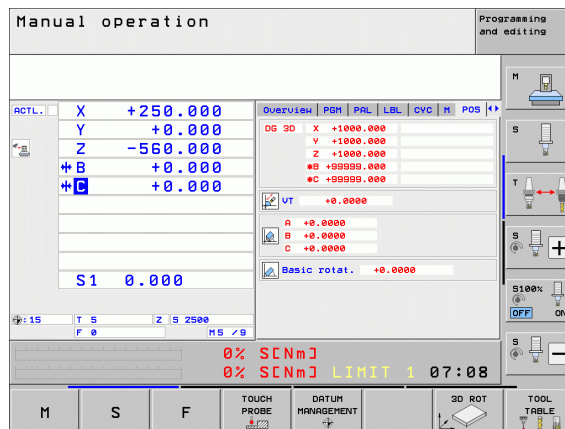 Manual operation
Programming
and editing
ACTL.
X +250.000
Y +0.000
Z -560.000
B +0.000
C +0.000
S1 0.000
:15
T 5 Z S 2500
F 0 M5 /9
Overview PGM PAL LBL CYC M POS
DG 3D X +1000.000
Y +1000.000
Z +1000.000
*B +99999.000
*C +99999.000
VT +0.0000
A +0.0000
B +0.0000
C +0.0000
Basic rotat. +0.0000
0% S[Nm]
0% S[Nm] LIMIT 1 07:08
M
S
T
S
+
S100%
OFF ON
S
-
M
S
F
TOUCH
PROBE
DATUM
MANAGEMENT
3D ROT
TOOL
TABLE